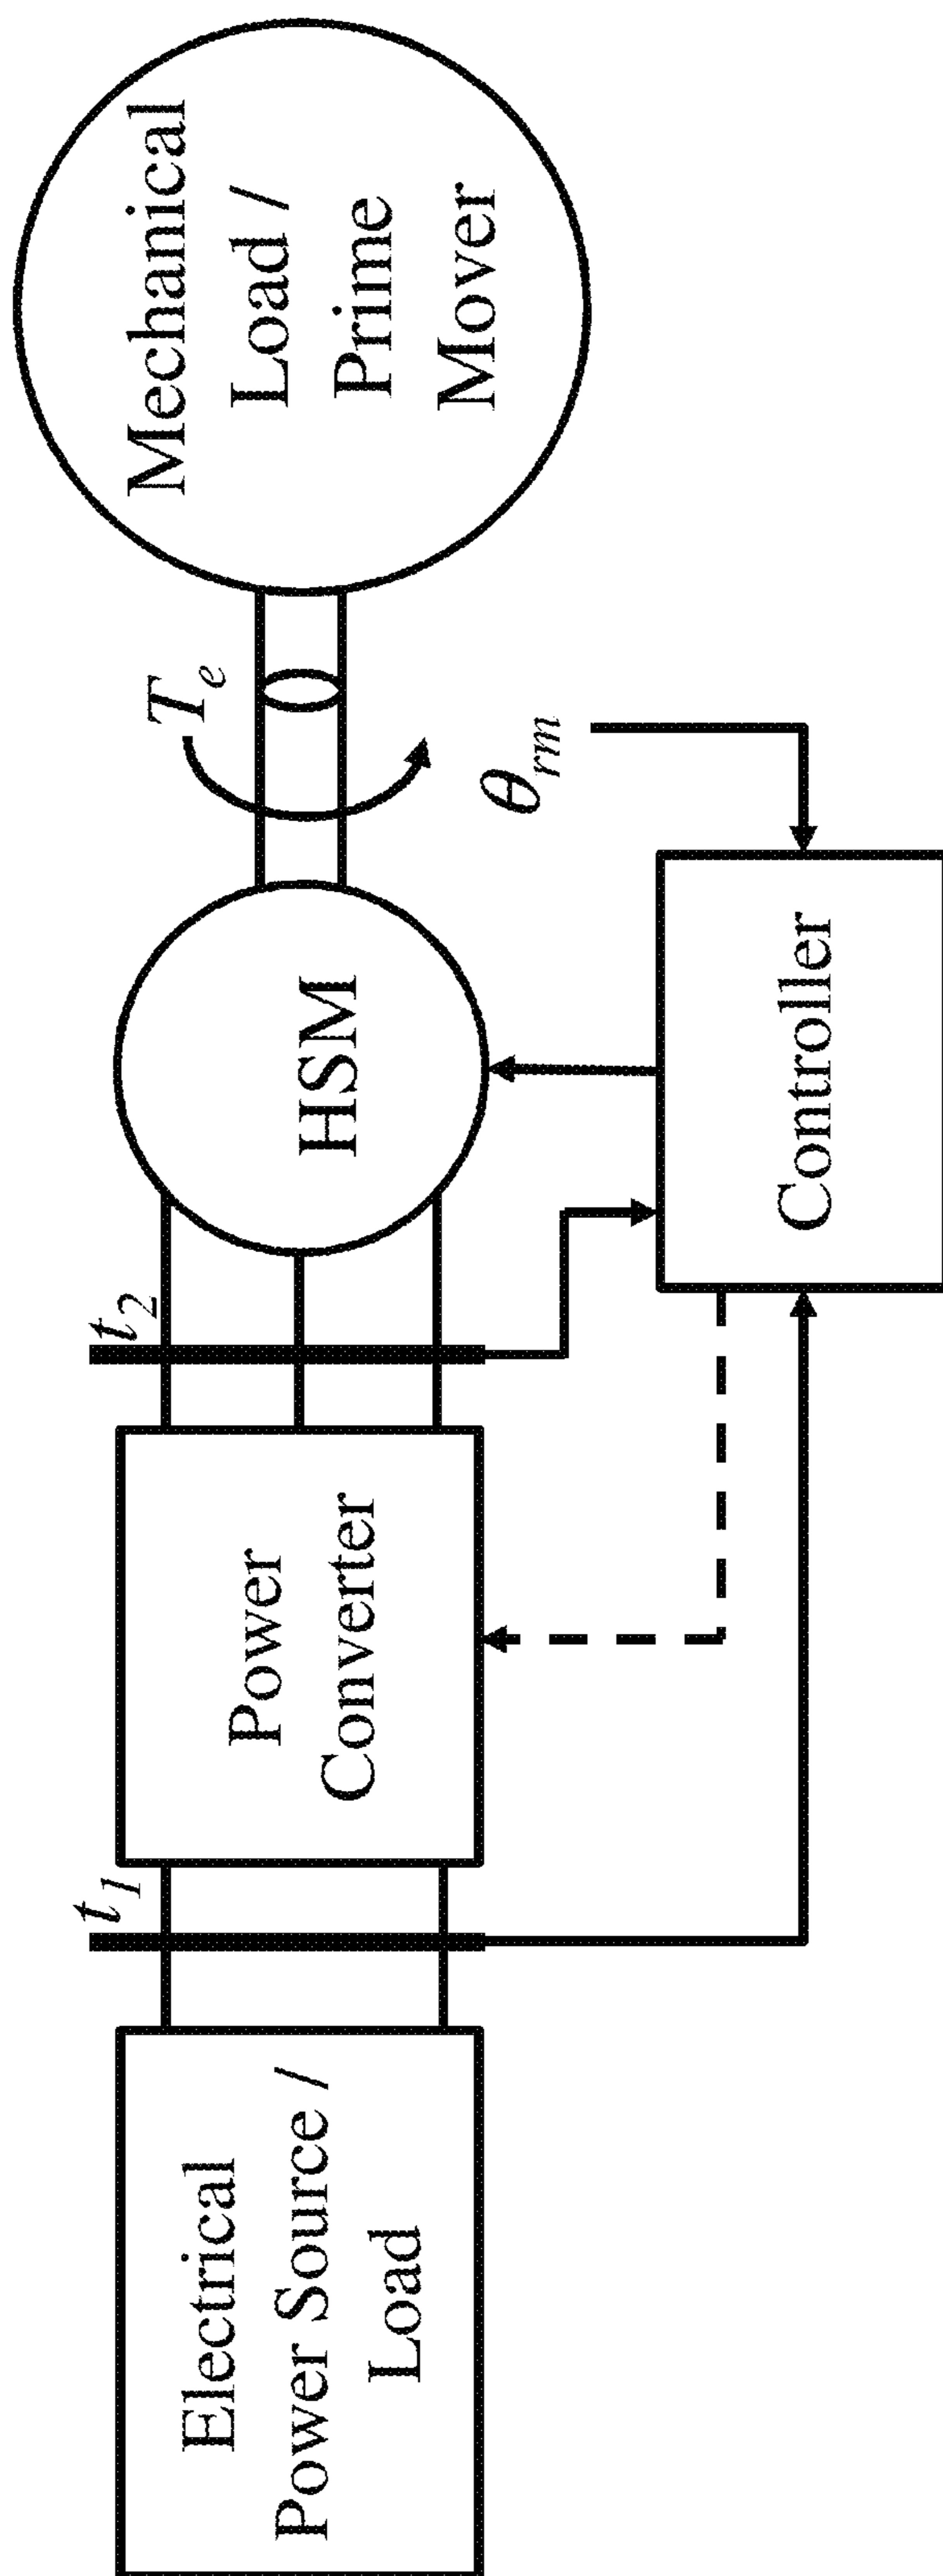 Electrical
Power Source /
Load
t1
Power
Converter
t2
HSM
Te
θrm
Mechanical
Load /
Prime
Mover
Controller